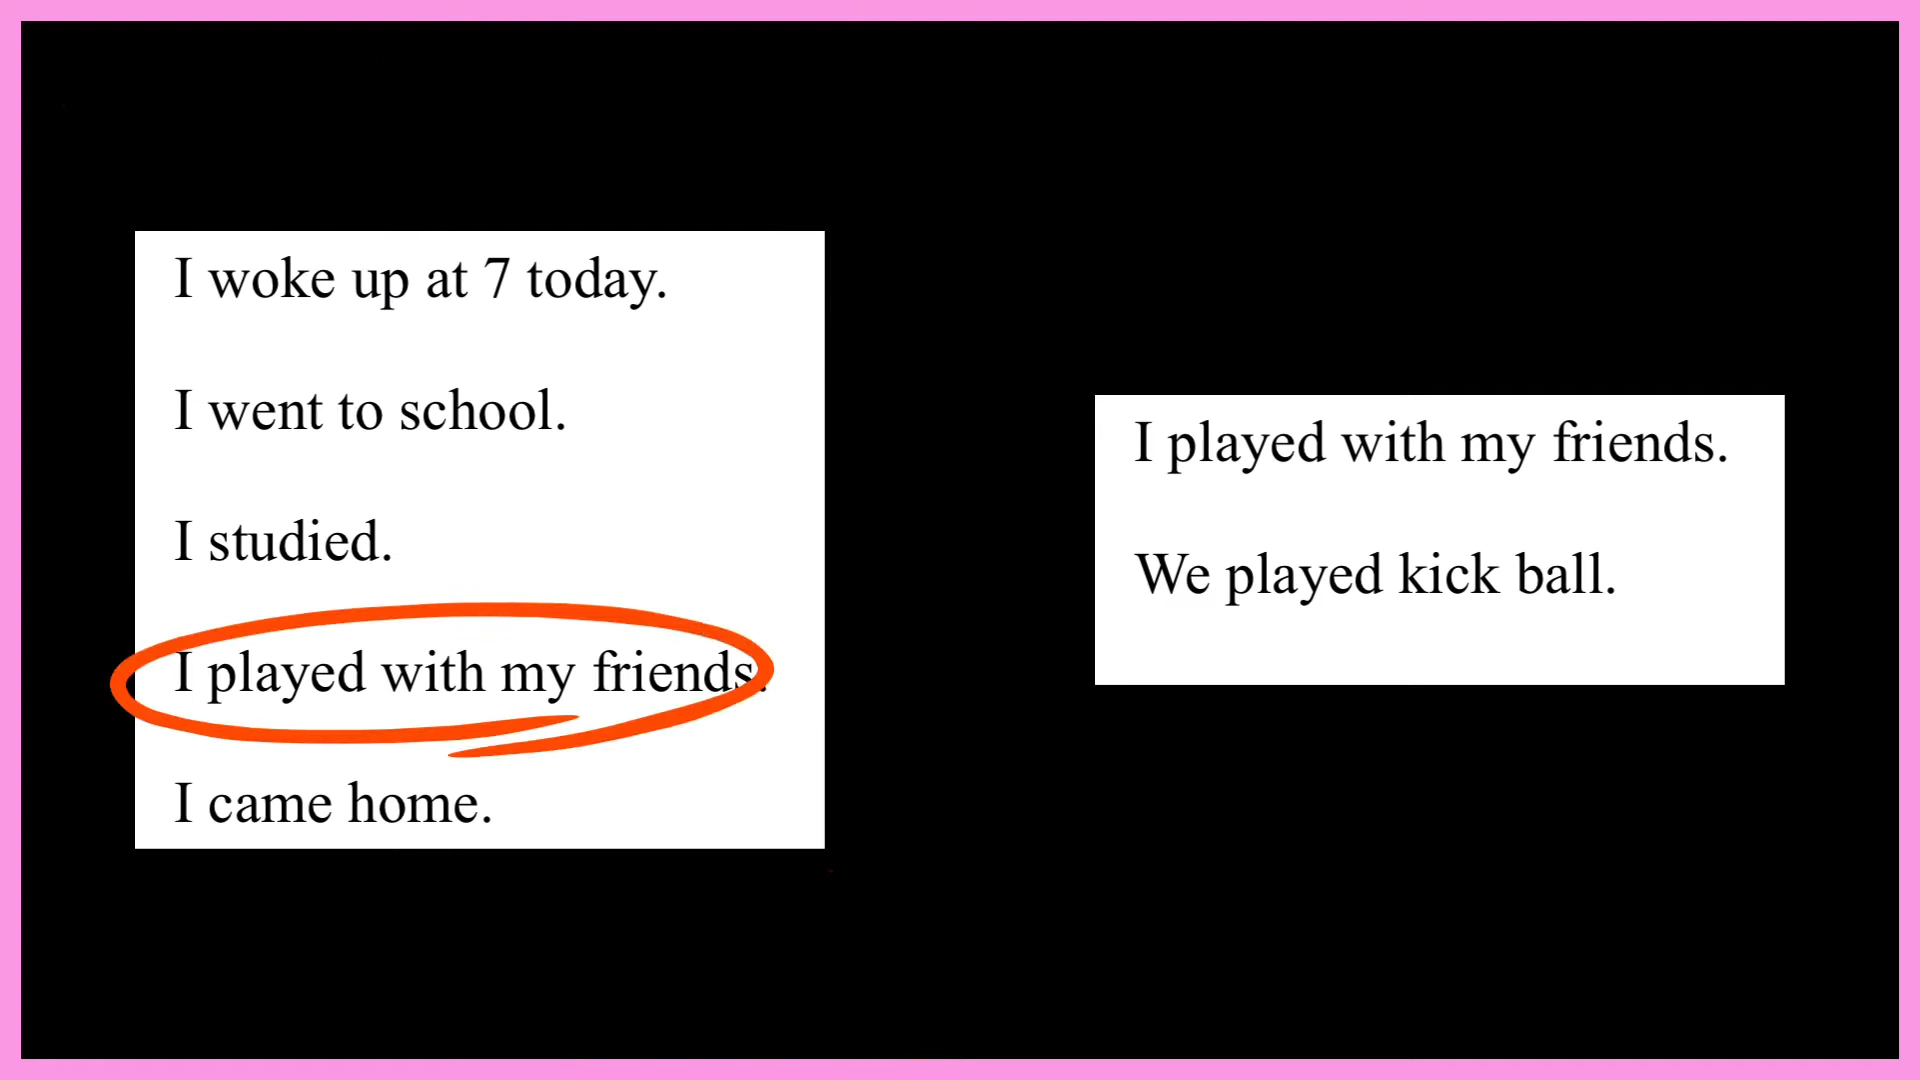 I woke up at 7 today.
I went to school.
I studied.
I played with my friends.
I came home.
I played with my friends.
We played kick ball.